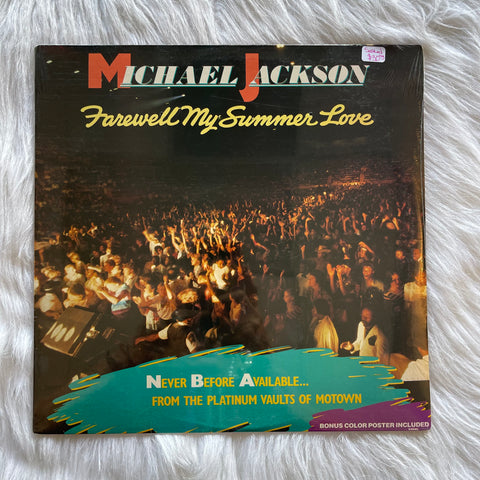 MICHAEL JACKSON
Farewell My Summer Love
NEVER BEFORE AVAILABLE...
FROM THE PLATINUM VAULTS OF MOTOWN
BONUS COLOR POSTER INCLUDED